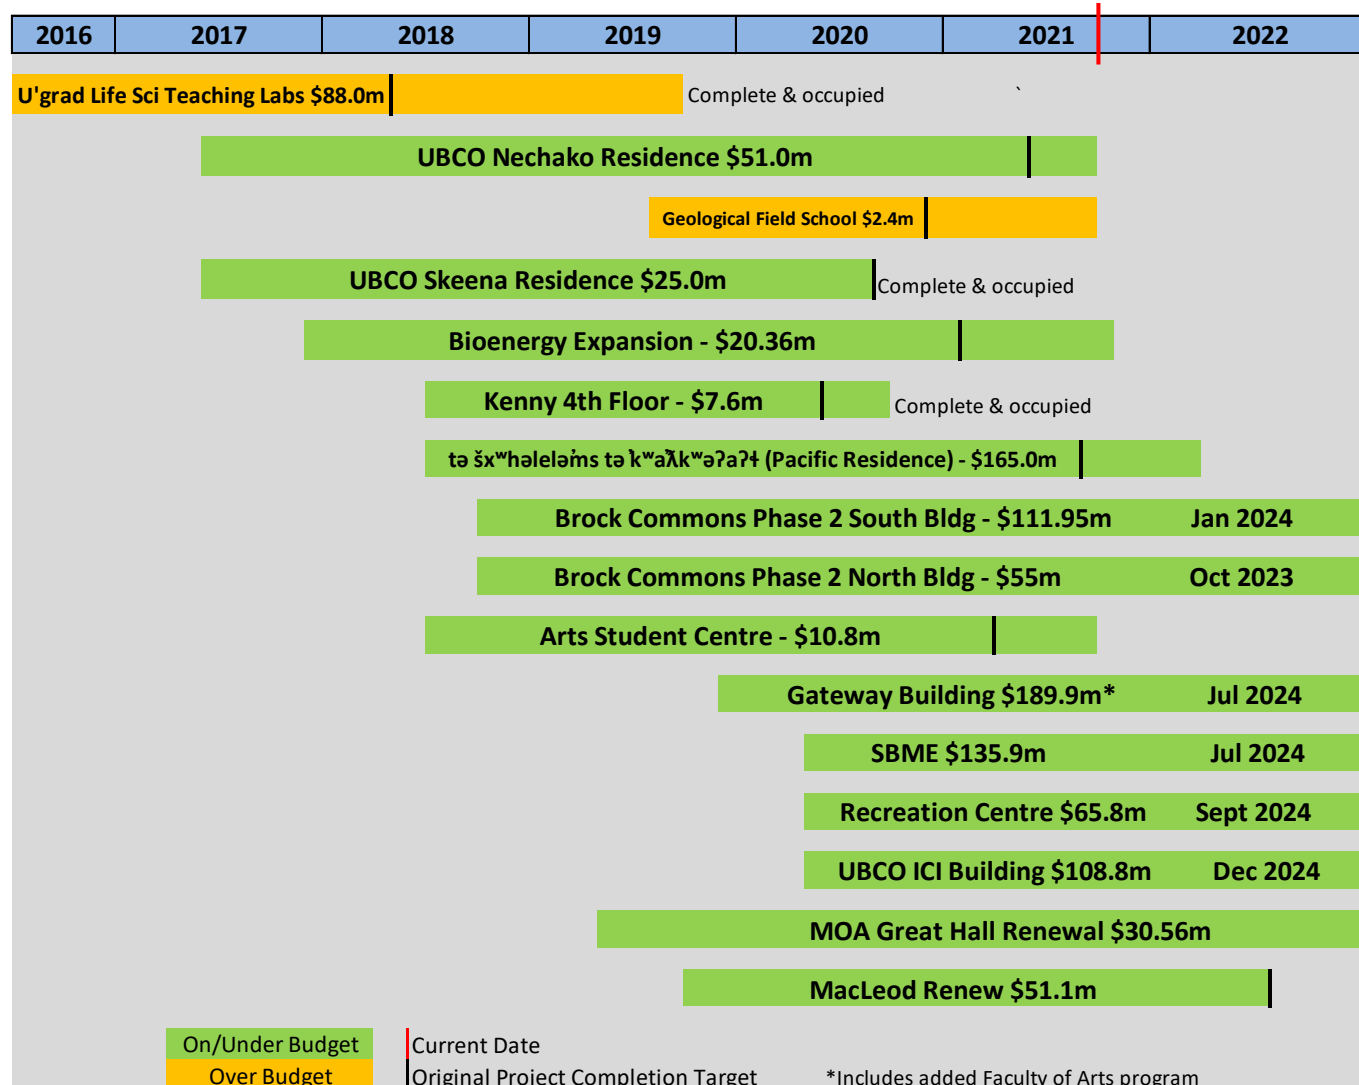 2016 2017 2018 2019 2020 2021 2022
U'grad Life Sci Teaching Labs $88.0m Complete & occupied `
UBCO Nechako Residence $51.0m
Geological Field School $2.4m
UBCO Skeena Residence $25.0m Complete & occupied
Bioenergy Expansion - $20.36m
Kenny 4th Floor - $7.6m Complete & occupied
tə šxʷhəleləm̓s tə k̓ʷaƛ̓kʷəʔaʔɬ (Pacific Residence) - $165.0m
Brock Commons Phase 2 South Bldg - $111.95m Jan 2024
Brock Commons Phase 2 North Bldg - $55m Oct 2023
Arts Student Centre - $10.8m
Gateway Building $189.9m* Jul 2024
SBME $135.9m Jul 2024
Recreation Centre $65.8m Sept 2024
UBCO ICI Building $108.8m Dec 2024
MOA Great Hall Renewal $30.56m
MacLeod Renew $51.1m
On/Under Budget Current Date
Over Budget Original Project Completion Target *Includes added Faculty of Arts program